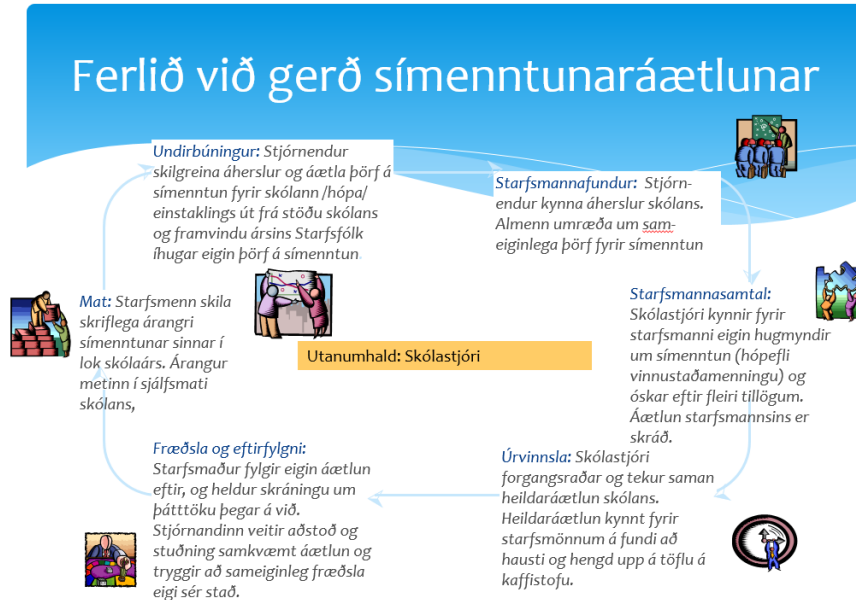 Ferlið við gerð símenntunaráætlunar
Undirbúningur: Stjórnendur
skilgreina áherslur og áætla þörf á
símenntun fyrir skólann /hópa/
einstaklings út frá stöðu skólans
og framvindu ársins Starfsfólk
íhugar eigin þörf á símenntun.
Starfsmannafundur: Stjórn-
endur kynna áherslur skólans.
Almenn umræða um sam-
eiginlega þörf fyrir símenntun
Starfsmannasamtal:
Skólastjóri kynnir fyrir
starfsmanni eigin hugmyndir
um símenntun (hópefli
vinnustaðamenningu) og
óskar eftir fleiri tillögum.
Áætlun starfsmannsins er
skráð.
Úrvinnsla: Skólastjóri
forgangsraðar og tekur saman
heildaráætlun skólans.
Heildaráætlun kynnt fyrir
starfsmönnum á fundi að
hausti og hengd upp á töflu á
kaffistofu.
Fræðsla og eftirfylgni:
Starfsmaður fylgir eigin áætlun
eftir, og heldur skráningu um
þátttöku þegar á við.
Stjórnandinn veitir aðstoð og
stuðning samkvæmt áætlun og
tryggir að sameiginleg fræðsla
eigi sér stað.
Mat: Starfsmenn skila
skriflega árangri
símenntunar sinnar í
lok skólaárs. Árangur
metinn í sjálfsmati
skólans,
Utanumhald: Skólastjóri